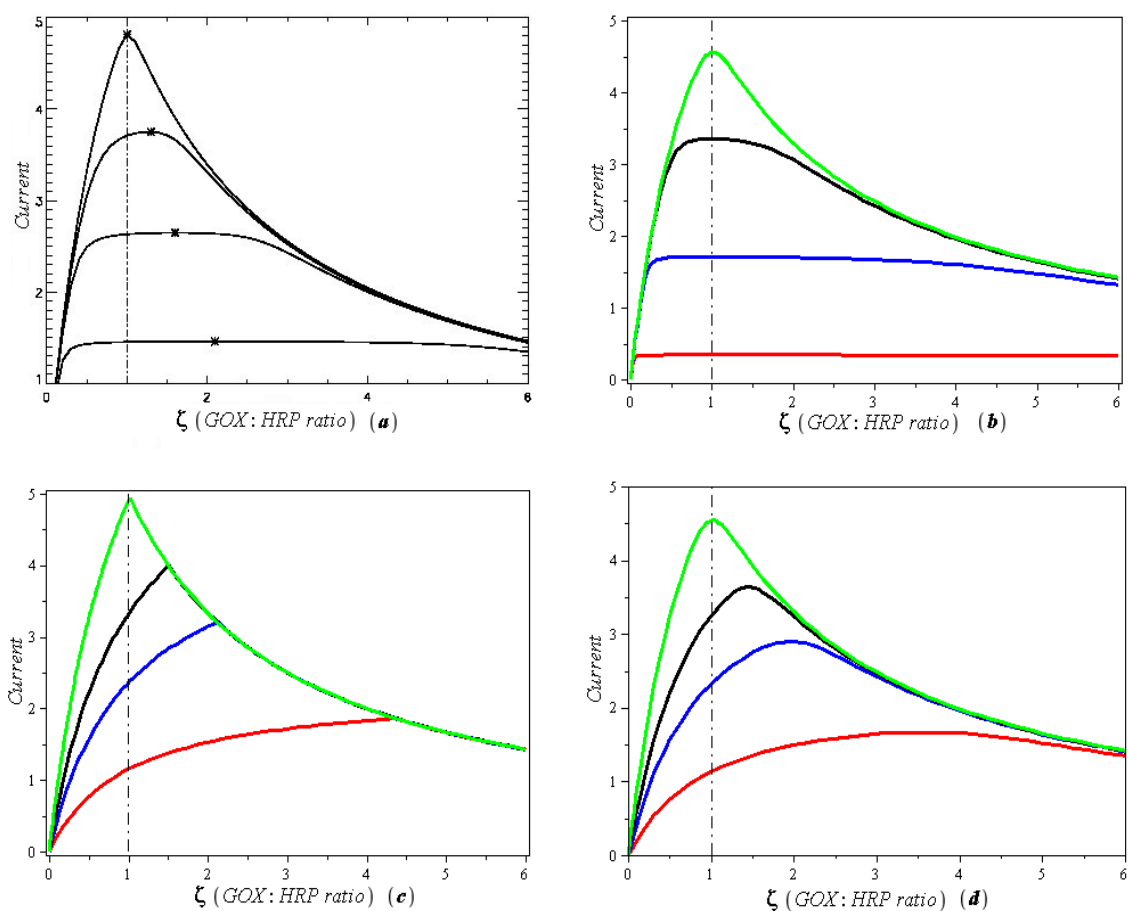 5
4
3
2
1
Current
0 1 2 4 6
ζ (GOX: HRP ratio) (a)
5
4
3
2
1
0
Current
0 1 2 3 4 5 6
ζ (GOX: HRP ratio) (b)
5
4
3
2
1
0
Current
0 1 2 3 4 5 6
ζ (GOX: HRP ratio) (c)
5
4
3
2
1
0
Current
0 1 2 3 4 5 6
ζ (GOX: HRP ratio) (d)